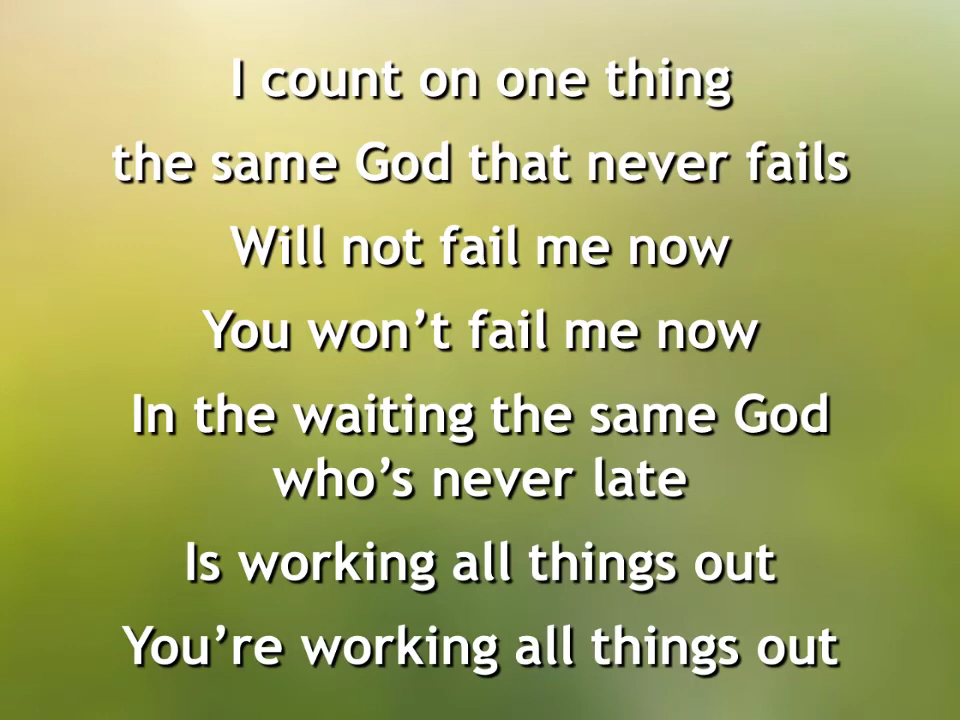 I count on one thing
the same God that never fails
Will not fail me now
You won’t fail me now
In the waiting the same God
who’s never late
Is working all things out
You’re working all things out